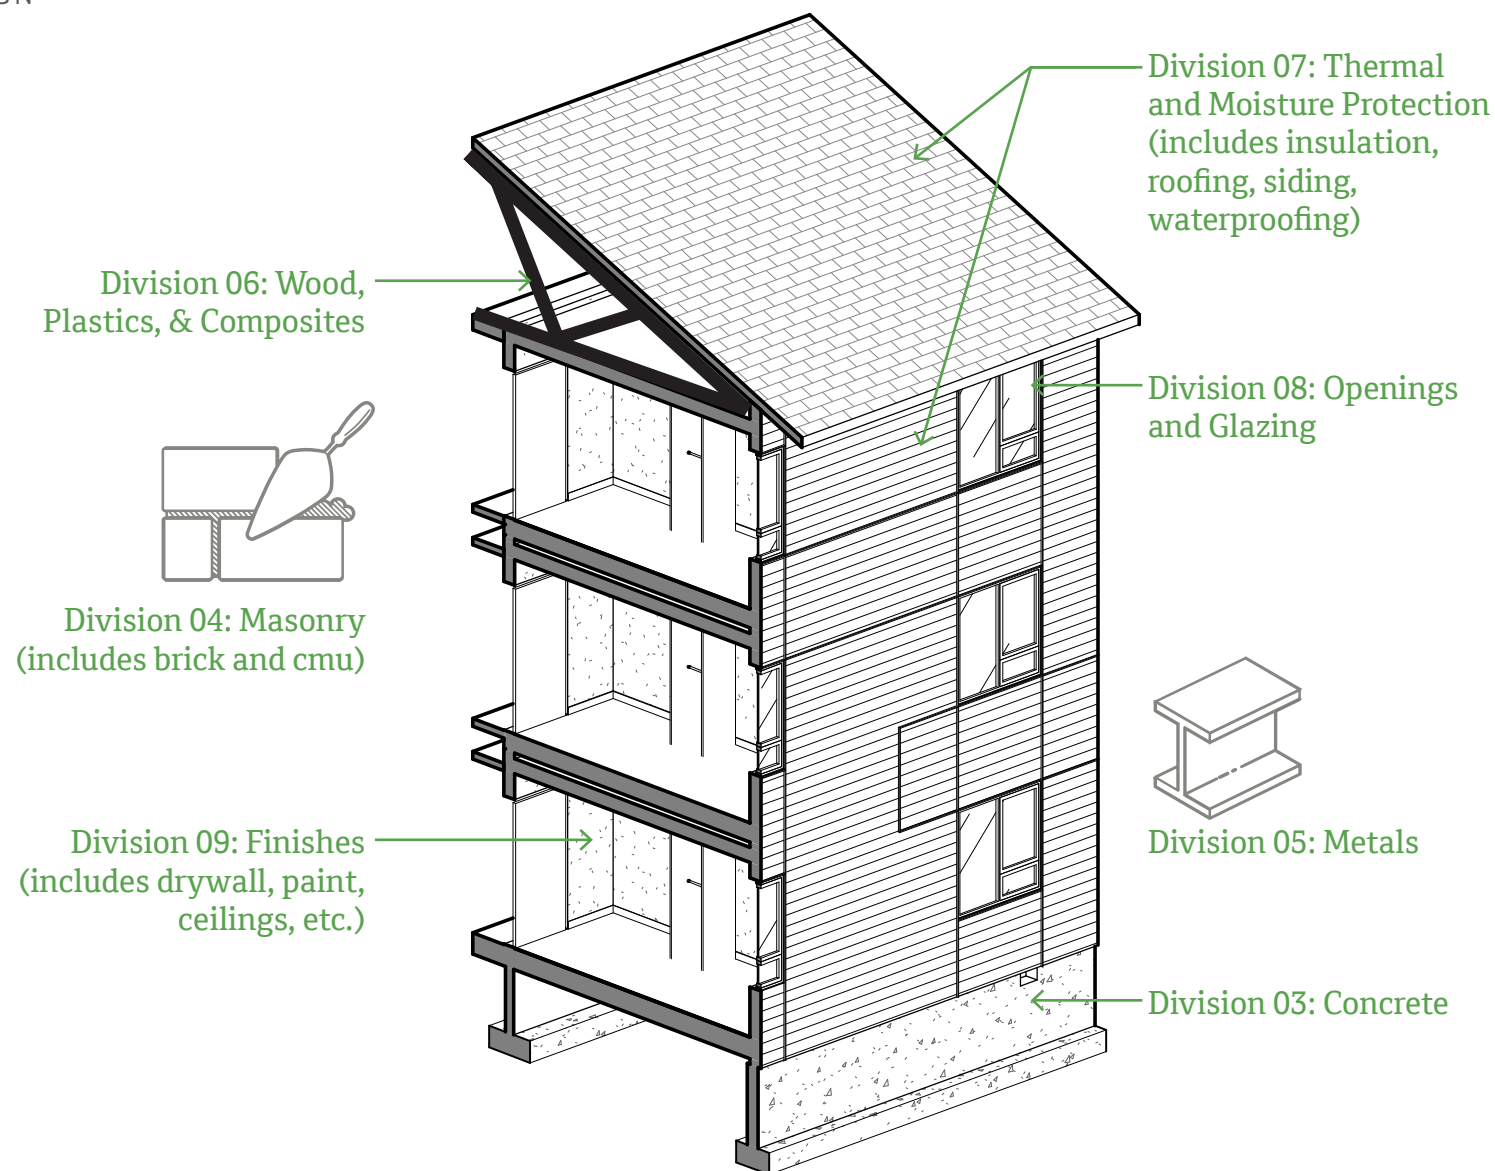 Division 07: Thermal
and Moisture Protection
(includes insulation,
roofing, siding,
waterproofing)
Division 06: Wood,
Plastics, & Composites
Division 08: Openings
and Glazing
Division 04: Masonry
(includes brick and cmu)
Division 05: Metals
Division 09: Finishes
(includes drywall, paint,
ceilings, etc.)
Division 03: Concrete